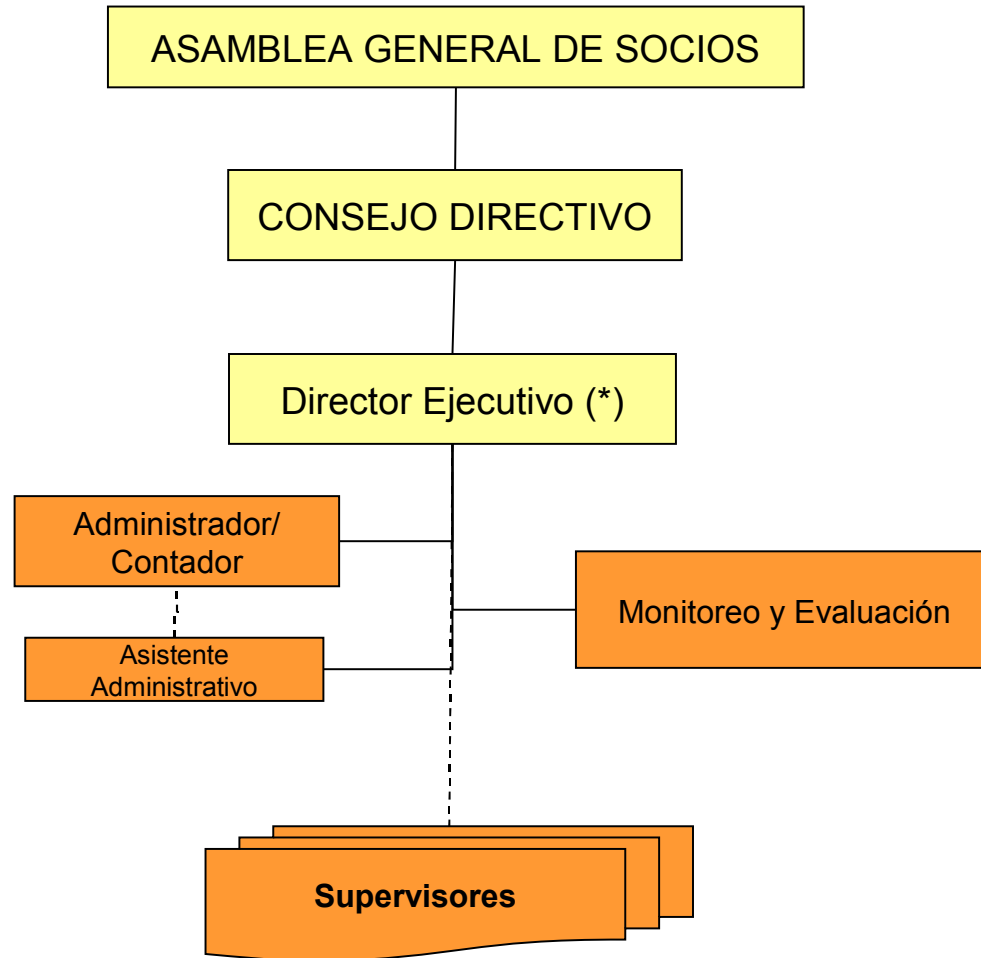 ASAMBLEA GENERAL DE SOCIOS
CONSEJO DIRECTIVO
Director Ejecutivo (*)
Administrador/
Contador
Monitoreo y Evaluación
Asistente
Administrativo
Supervisores